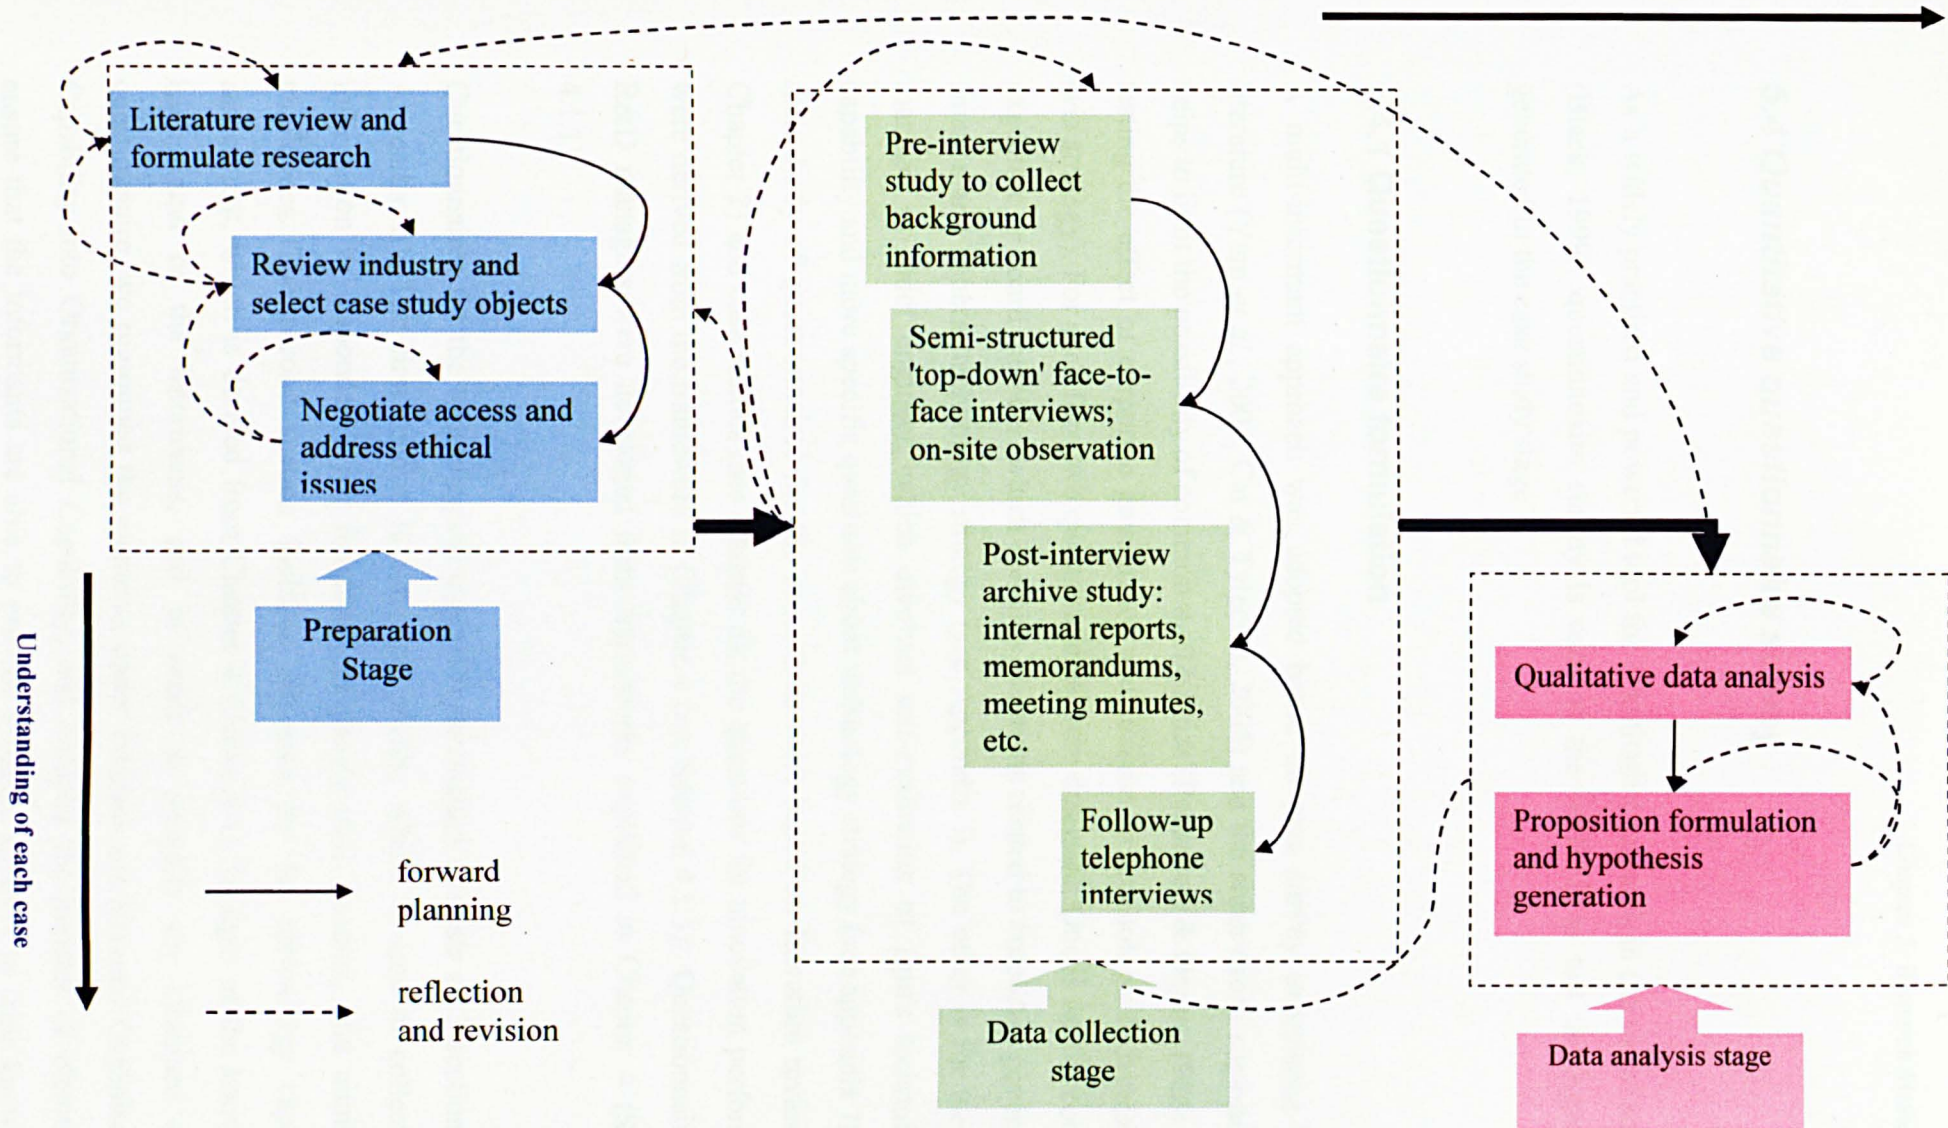 Literature review and
formulate research
Review industry and
select case study objects
Negotiate access and
address ethical
issues
Preparation
Stage
Understanding of each case
forward
planning
reflection
and revision
Pre-interview
study to collect
background
information
Semi-structured
'top-down' face-to-
face interviews;
on-site observation
Post-interview
archive study:
internal reports,
memorandums,
meeting minutes,
etc.
Follow-up
telephone
interviews
Data collection
stage
Qualitative data analysis
Proposition formulation
and hypothesis
generation
Data analysis stage